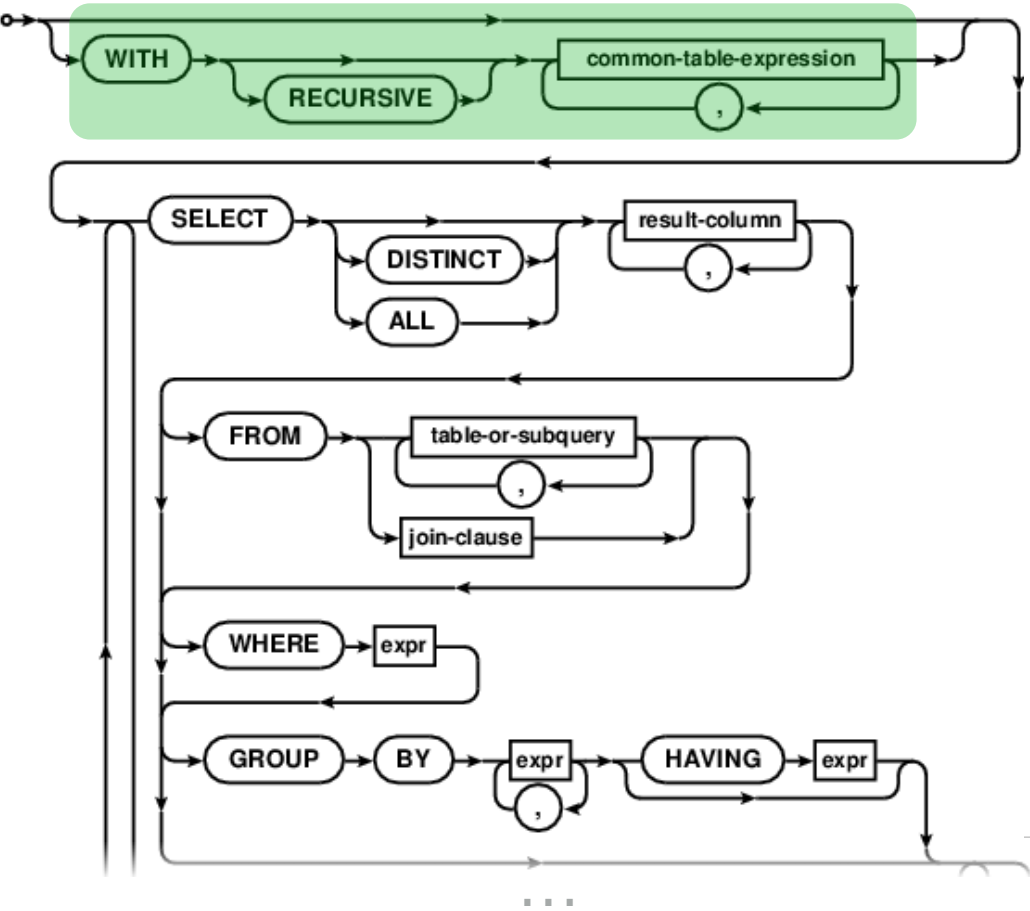 WITH RECURSIVE common-table-expression ,
SELECT DISTINCT ALL result-column ,
FROM table-or-subquery , join-clause
WHERE expr
GROUP BY expr , HAVING expr